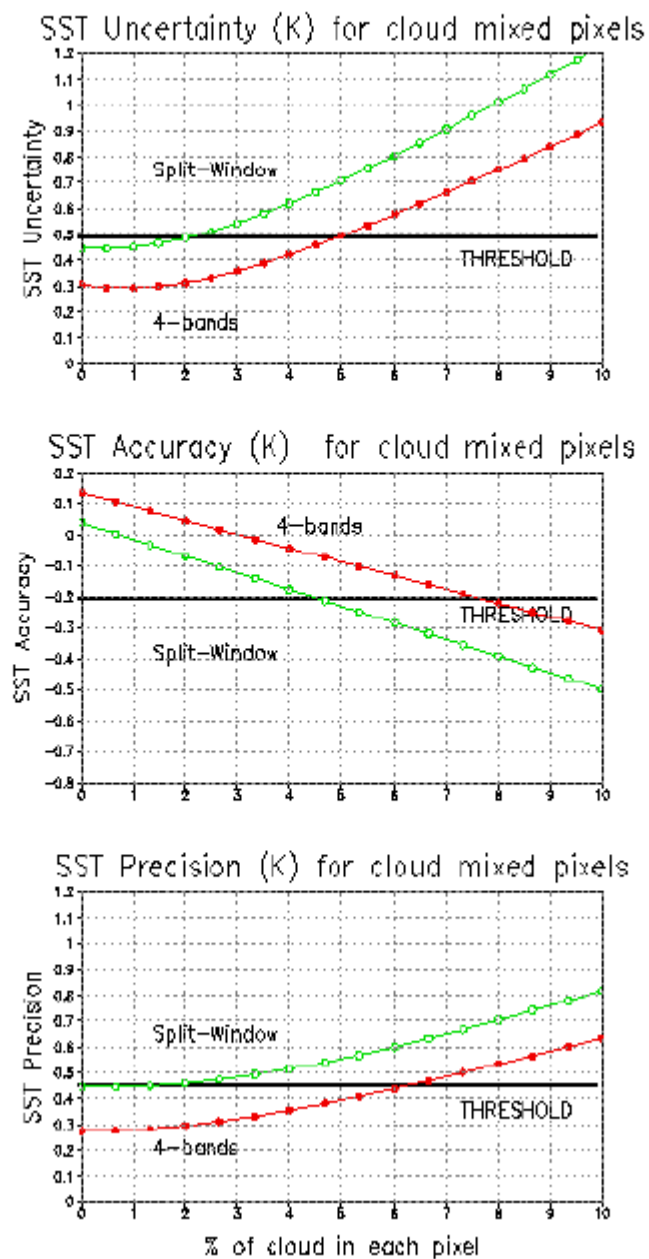 SST Uncertainty (K) for cloud mixed pixels
1.2
1.1
1
0.9
0.8
0.7
0.6
0.5
0.4
0.3
0.2
0.1
0
SST Uncertainty
Split-Window
THRESHOLD
4-bands
0 1 2 3 4 5 6 7 8 9 10
SST Accuracy (K) for cloud mixed pixels
0.2
0.1
0
-0.1
-0.2
-0.3
-0.4
-0.5
-0.6
-0.7
-0.8
SST Accuracy
4-bands
THRESHOLD
Split-Window
0 1 2 3 4 5 6 7 8 9 10
SST Precision (K) for cloud mixed pixels
1.2
1.1
1
0.9
0.8
0.7
0.6
0.5
0.4
0.3
0.2
0.1
0
SST Precision
Split-Window
THRESHOLD
4-bands
0 1 2 3 4 5 6 7 8 9 10
% of cloud in each pixel